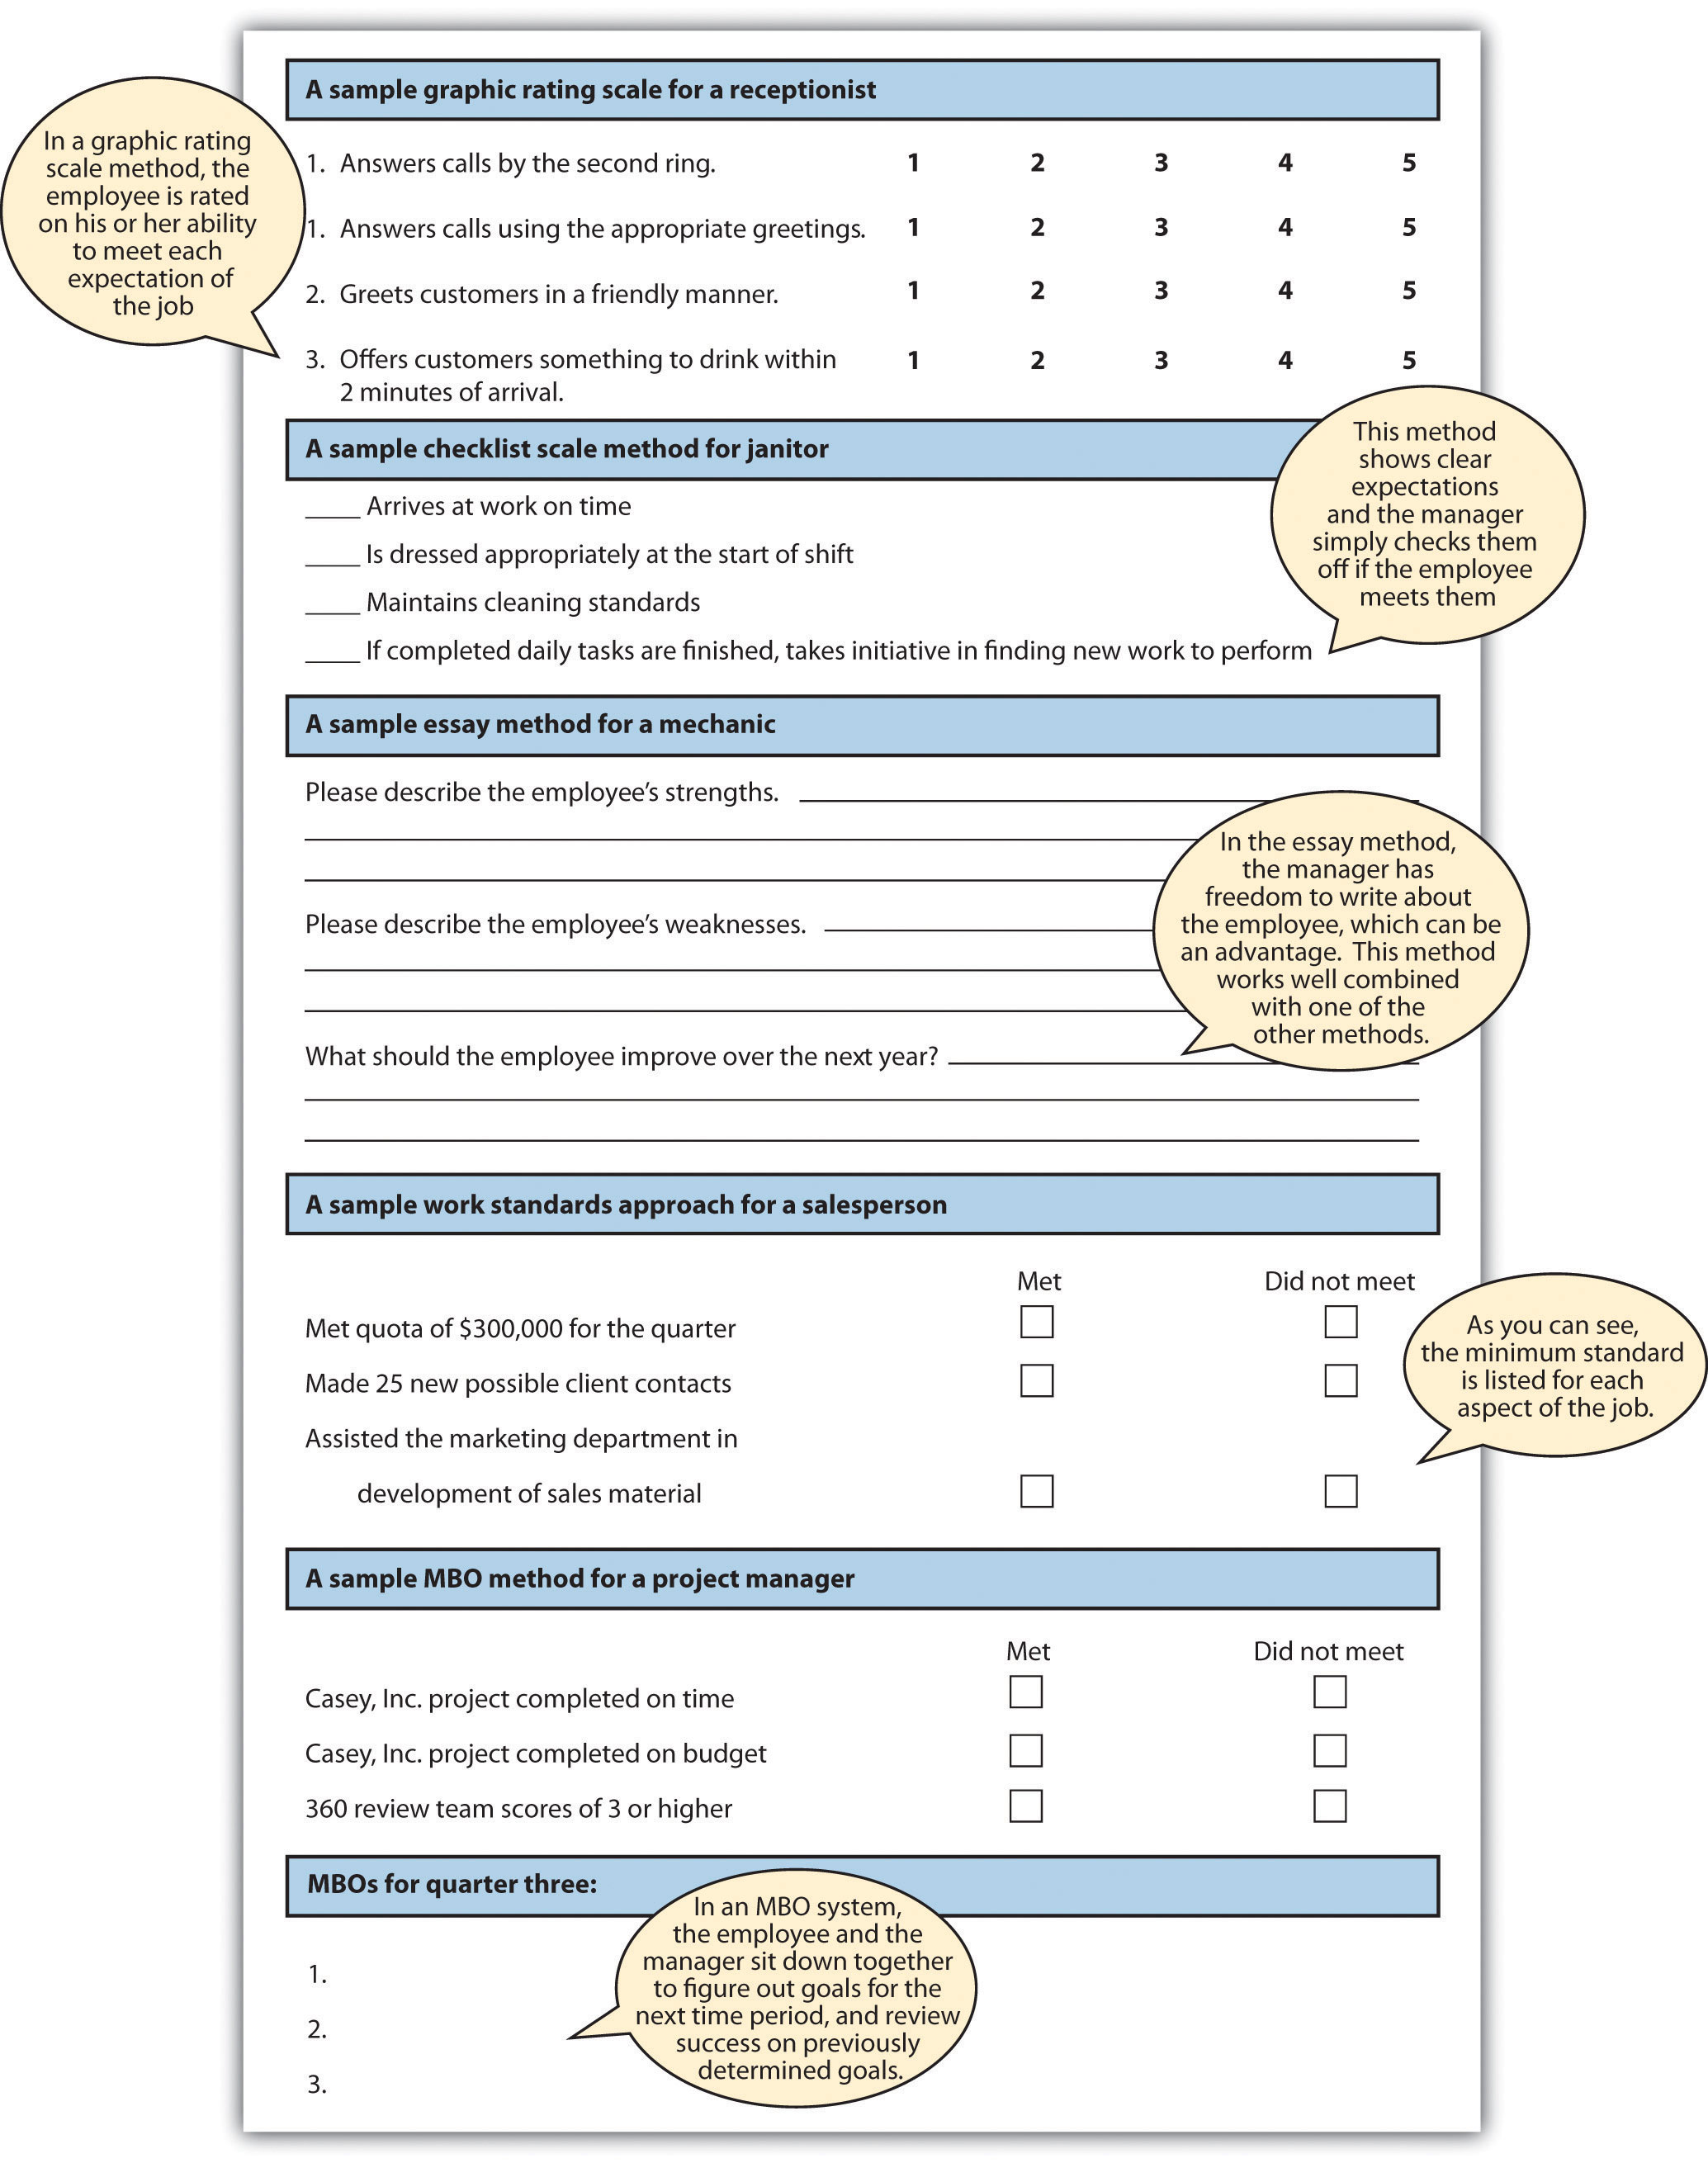 A sample graphic rating scale for a receptionist
In a graphic rating
scale method, the
employee is rated
on his or her ability
to meet each
expectation of
the job
1. Answers calls by the second ring. 1 2 3 4 5
1. Answers calls using the appropriate greetings. 1 2 3 4 5
2. Greets customers in a friendly manner. 1 2 3 4 5
3. Offers customers something to drink within 1 2 3 4 5
2 minutes of arrival.
A sample checklist scale method for janitor
This method
shows clear
expectations
and the manager
simply checks them
off if the employee
meets them
____ Arrives at work on time
____ Is dressed appropriately at the start of shift
____ Maintains cleaning standards
____ If completed daily tasks are finished, takes initiative in finding new work to perform
A sample essay method for a mechanic
Please describe the employee’s strengths.
Please describe the employee’s weaknesses.
What should the employee improve over the next year?
In the essay method,
the manager has
freedom to write about
the employee, which can be
an advantage. This method
works well combined
with one of the
other methods.
A sample work standards approach for a salesperson
Met Did not meet
Met quota of $300,000 for the quarter
Made 25 new possible client contacts
Assisted the marketing department in
development of sales material
As you can see,
the minimum standard
is listed for each
aspect of the job.
A sample MBO method for a project manager
Met Did not meet
Casey, Inc. project completed on time
Casey, Inc. project completed on budget
360 review team scores of 3 or higher
MBOs for quarter three:
1.
2.
3.
In an MBO system,
the employee and the
manager sit down together
to figure out goals for the
next time period, and review
success on previously
determined goals.